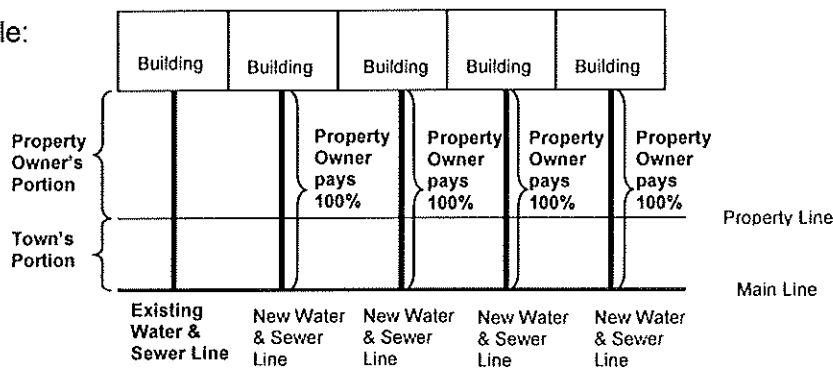 le:
Building
Building
Building
Building
Building
Property
Owner's
Portion
Property
Owner
pays
100%
Property
Owner
pays
100%
Property
Owner
pays
100%
Property
Owner
pays
100%
Property Line
Town's
Portion
Main Line
Existing
Water &
Sewer Line
New Water
& Sewer
Line
New Water
& Sewer
Line
New Water
& Sewer
Line
New Water
& Sewer
Line